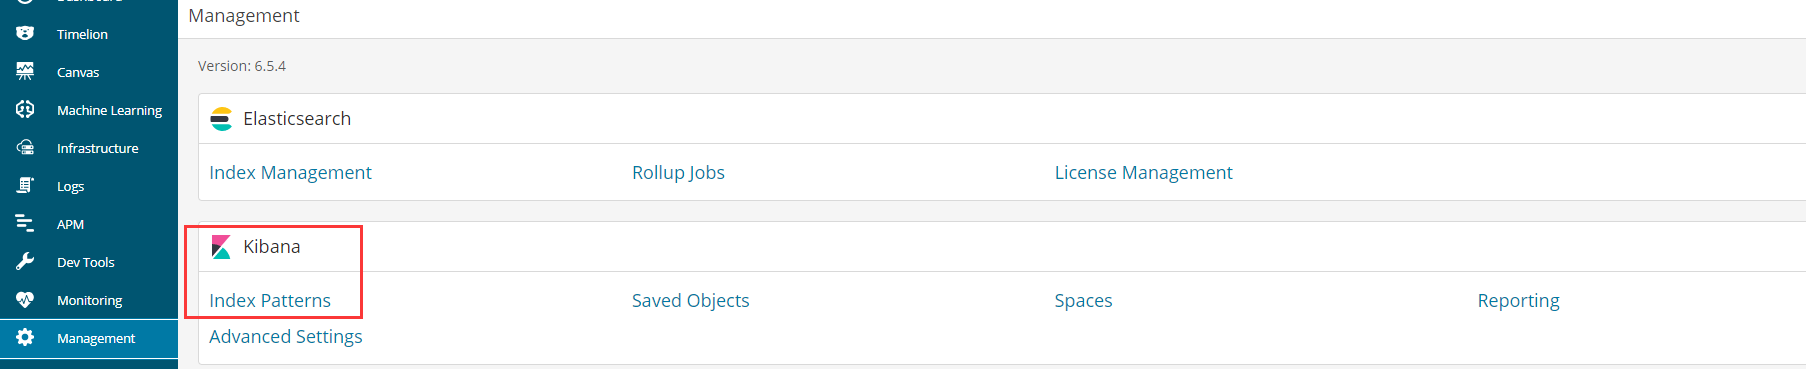 Management
Timelion
Canvas
Machine Learning
Infrastructure
Logs
APM
Dev Tools
Monitoring
Management
Version: 6.5.4
Elasticsearch
Index Management Rollup Jobs License Management
Kibana
Index Patterns Saved Objects Spaces Reporting
Advanced Settings